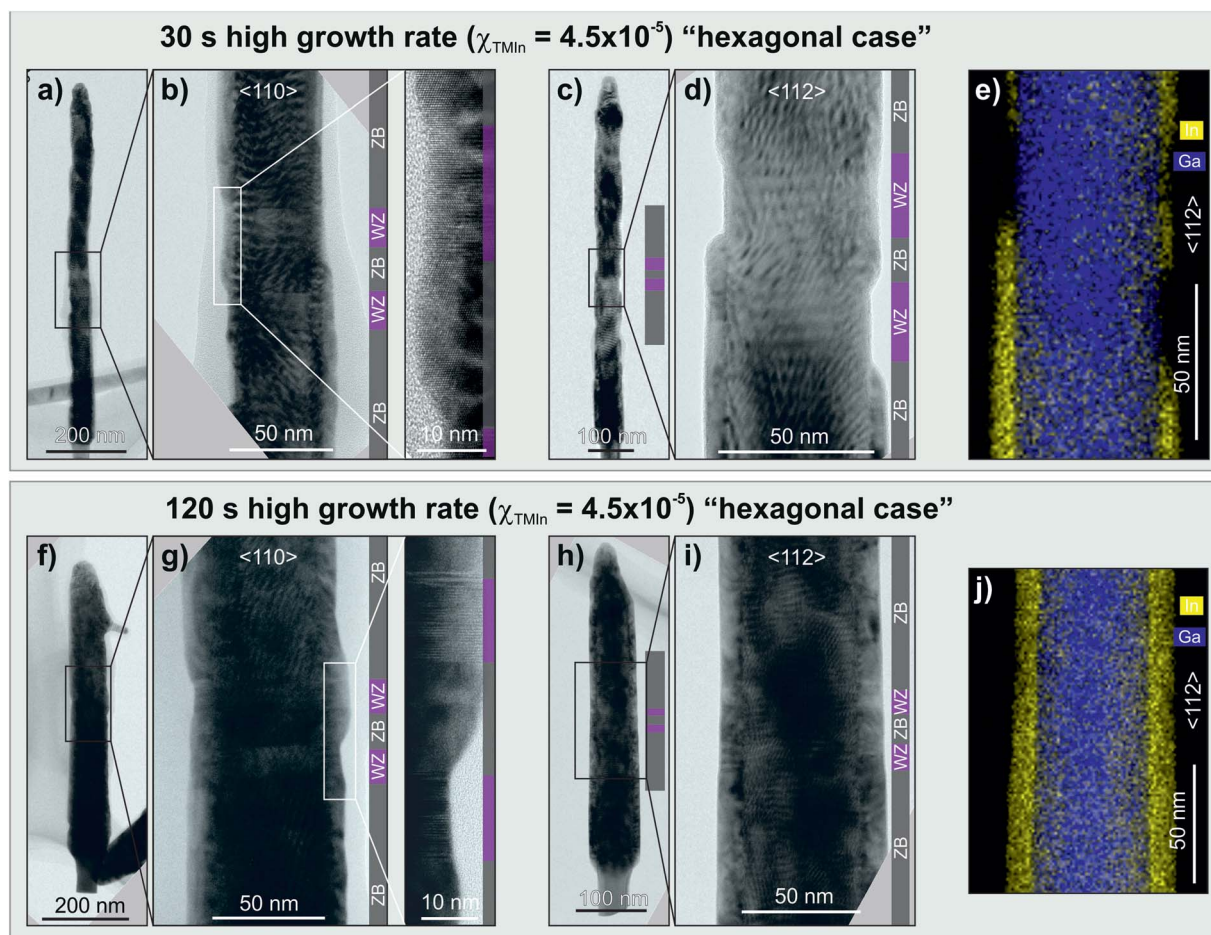 30 s high growth rate (χTMIn = 4.5x10⁻⁵) “hexagonal case”
a)
200 nm
b)
<110>
50 nm
ZB
WZ
ZB
WZ
ZB
10 nm
c)
100 nm
d)
<112>
50 nm
ZB
WZ
ZB
WZ
ZB
e)
In
Ga
<112>
50 nm
120 s high growth rate (χTMIn = 4.5x10⁻⁵) “hexagonal case”
f)
200 nm
g)
<110>
50 nm
ZB
WZ
ZB
WZ
ZB
10 nm
h)
100 nm
i)
<112>
50 nm
ZB
WZ
ZB
WZ
ZB
j)
In
Ga
<112>
50 nm